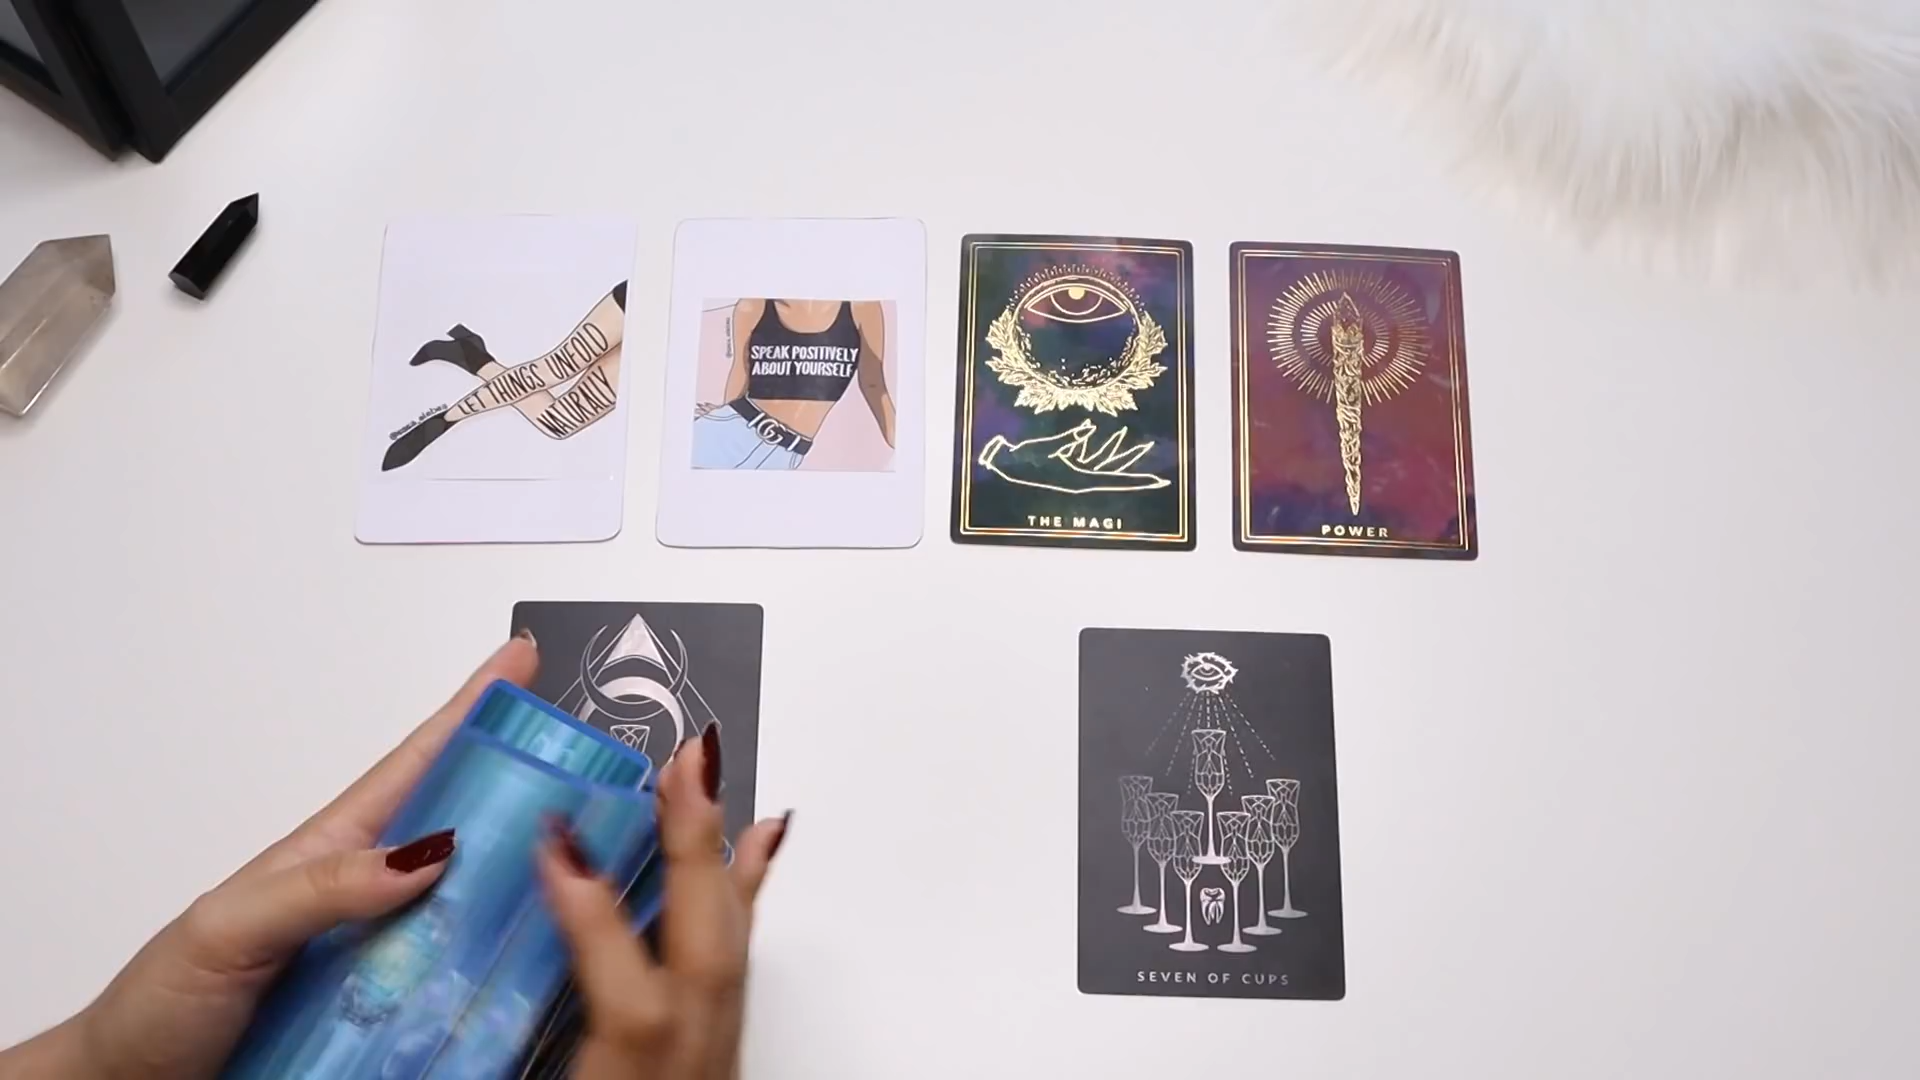 LET THINGS UNFOLD
NATURALLY
SPEAK POSITIVELY
ABOUT YOURSELF
THE MAGI
POWER
SEVEN OF CUPS